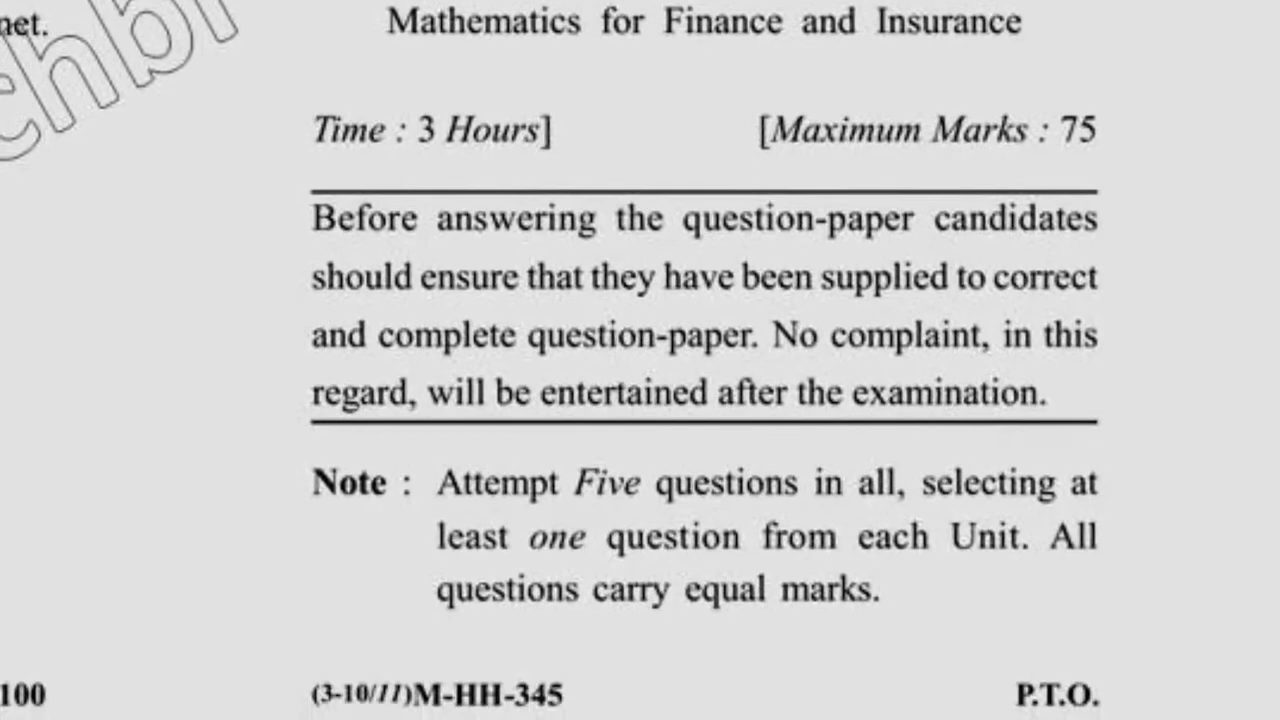 net.
chbi
Mathematics for Finance and Insurance
Time : 3 Hours] [Maximum Marks : 75
Before answering the question-paper candidates
should ensure that they have been supplied to correct
and complete question-paper. No complaint, in this
regard, will be entertained after the examination.
Note : Attempt Five questions in all, selecting at
least one question from each Unit. All
questions carry equal marks.
100 (3-10/11)M-HH-345 P.T.O.